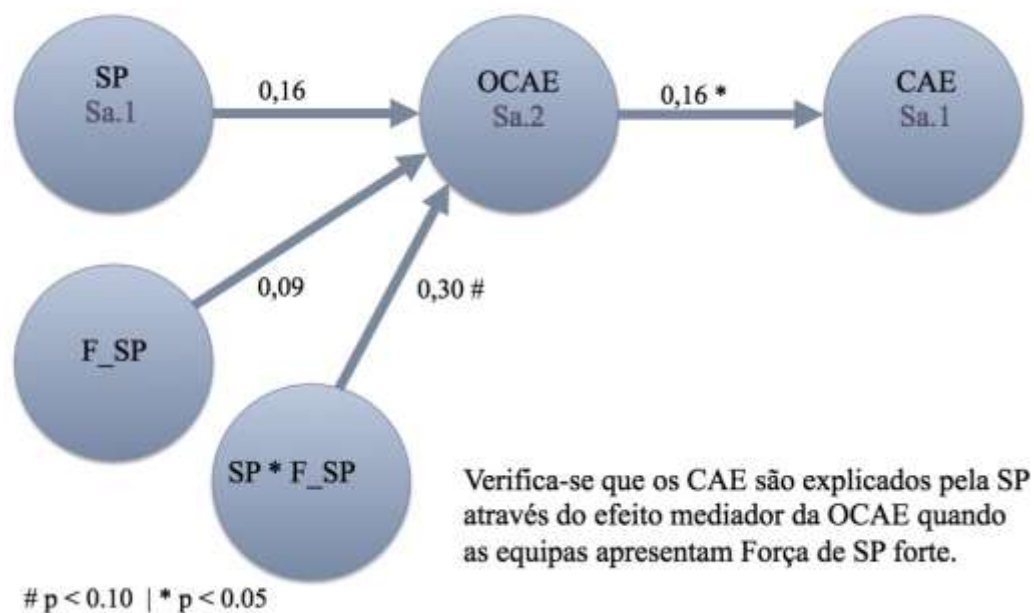 SP
Sa.1
0,16
OCAE
Sa.2
0,16 *
CAE
Sa.1
0,09
0,30 #
F_SP
SP * F_SP
Verifica-se que os CAE são explicados pela SP
através do efeito mediador da OCAE quando
as equipas apresentam Força de SP forte.
# p < 0.10 | * p < 0.05